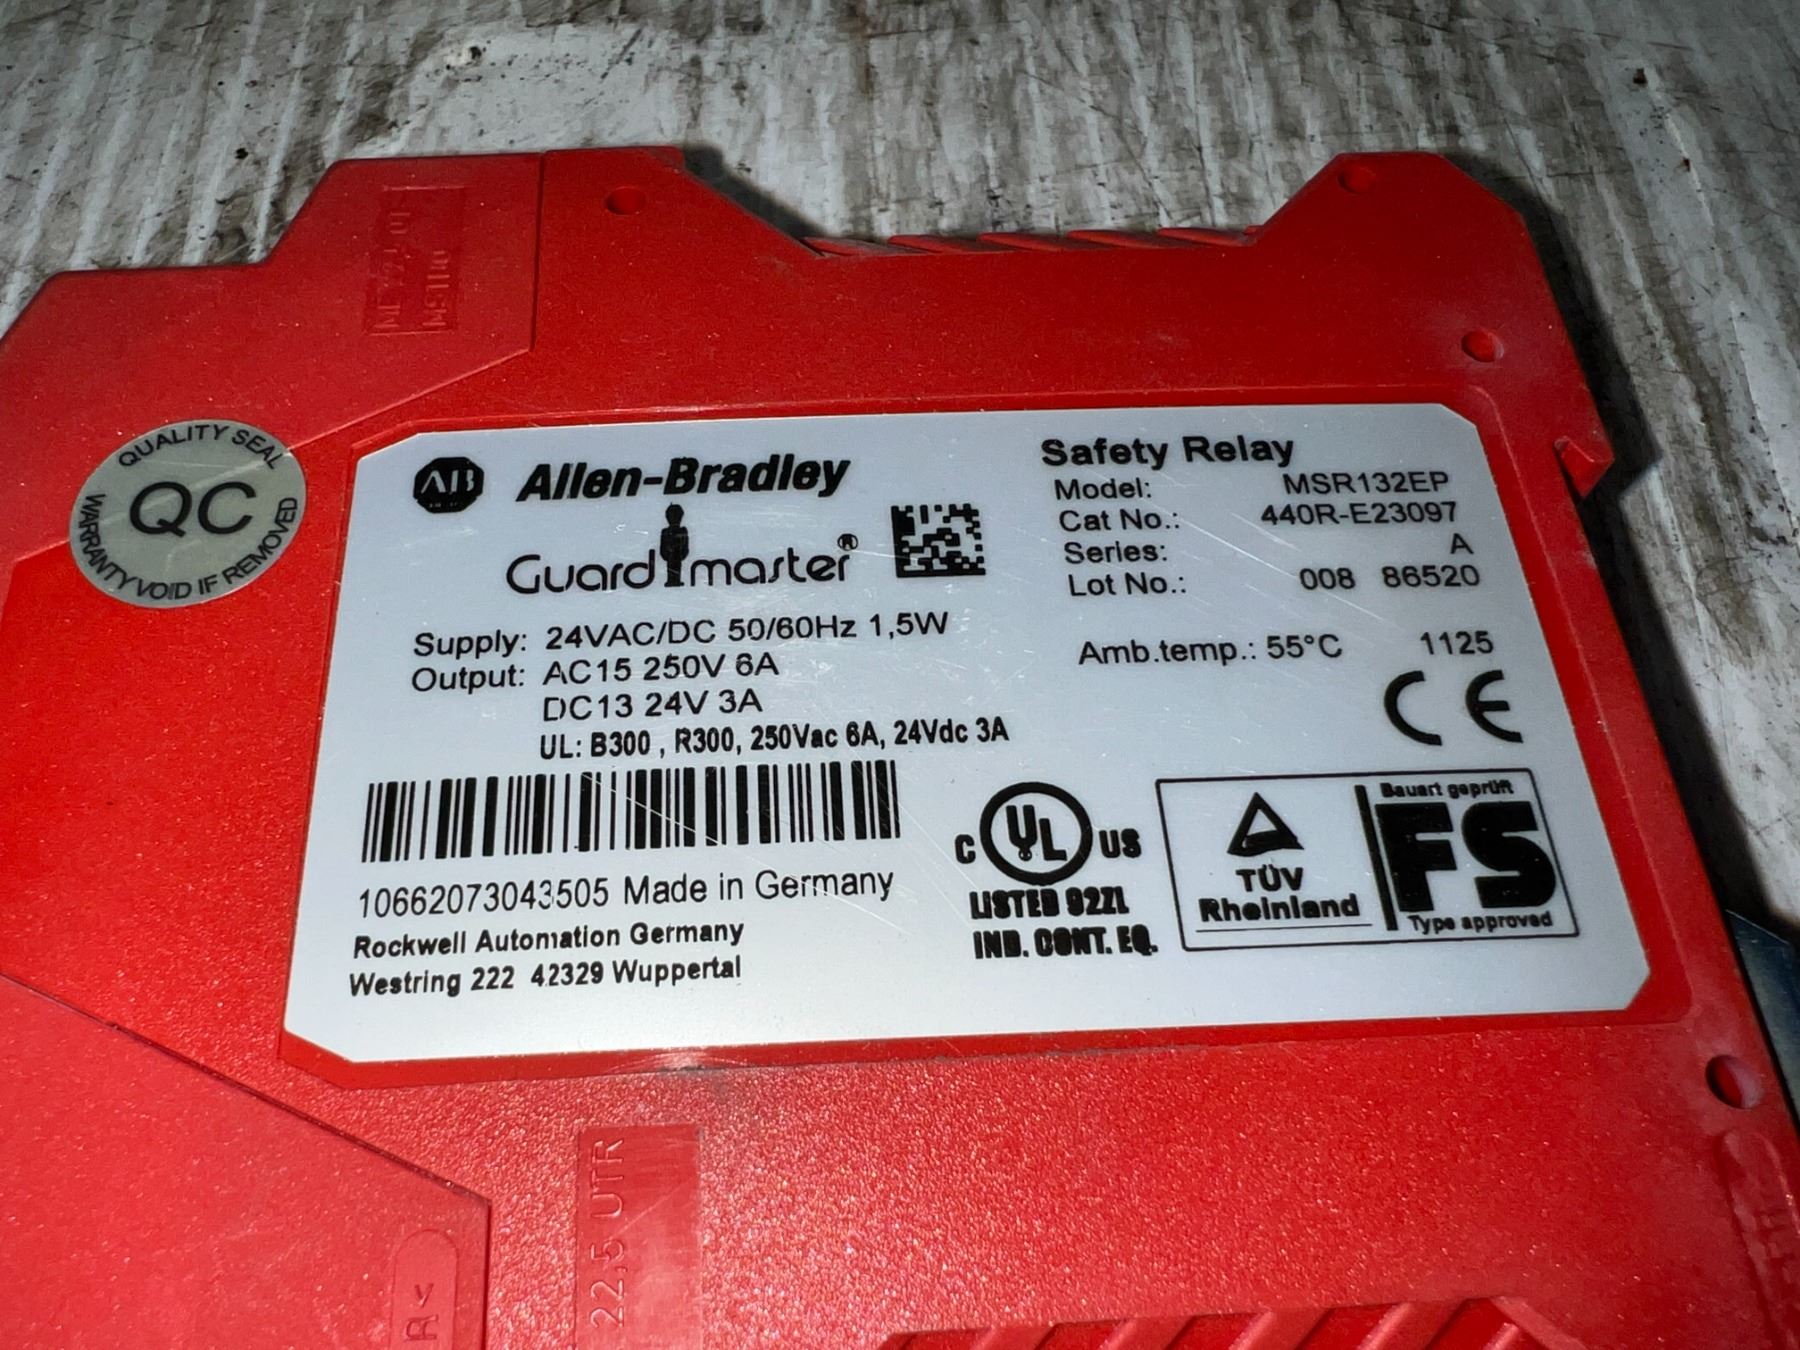 QUALITY SEAL
QC
WARRANTY VOID IF REMOVED
AB
Allen-Bradley
Guardmaster®
Supply: 24VAC/DC 50/60Hz 1,5W
Output: AC15 250V 6A
DC13 24V 3A
UL: B300 , R300, 250Vac 6A, 24Vdc 3A
10662073043505 Made in Germany
Rockwell Automation Germany
Westring 222 42329 Wuppertal
Safety Relay
Model: MSR132EP
Cat No.: 440R-E23097
Series: A
Lot No.: 008 86520
Amb.temp.: 55°C 1125
CE
C UL US
LISTED 92ZL
IND. CONT. EQ.
TÜV
Rheinland
Bauart geprüft
FS
Type approved
22,5 UTR